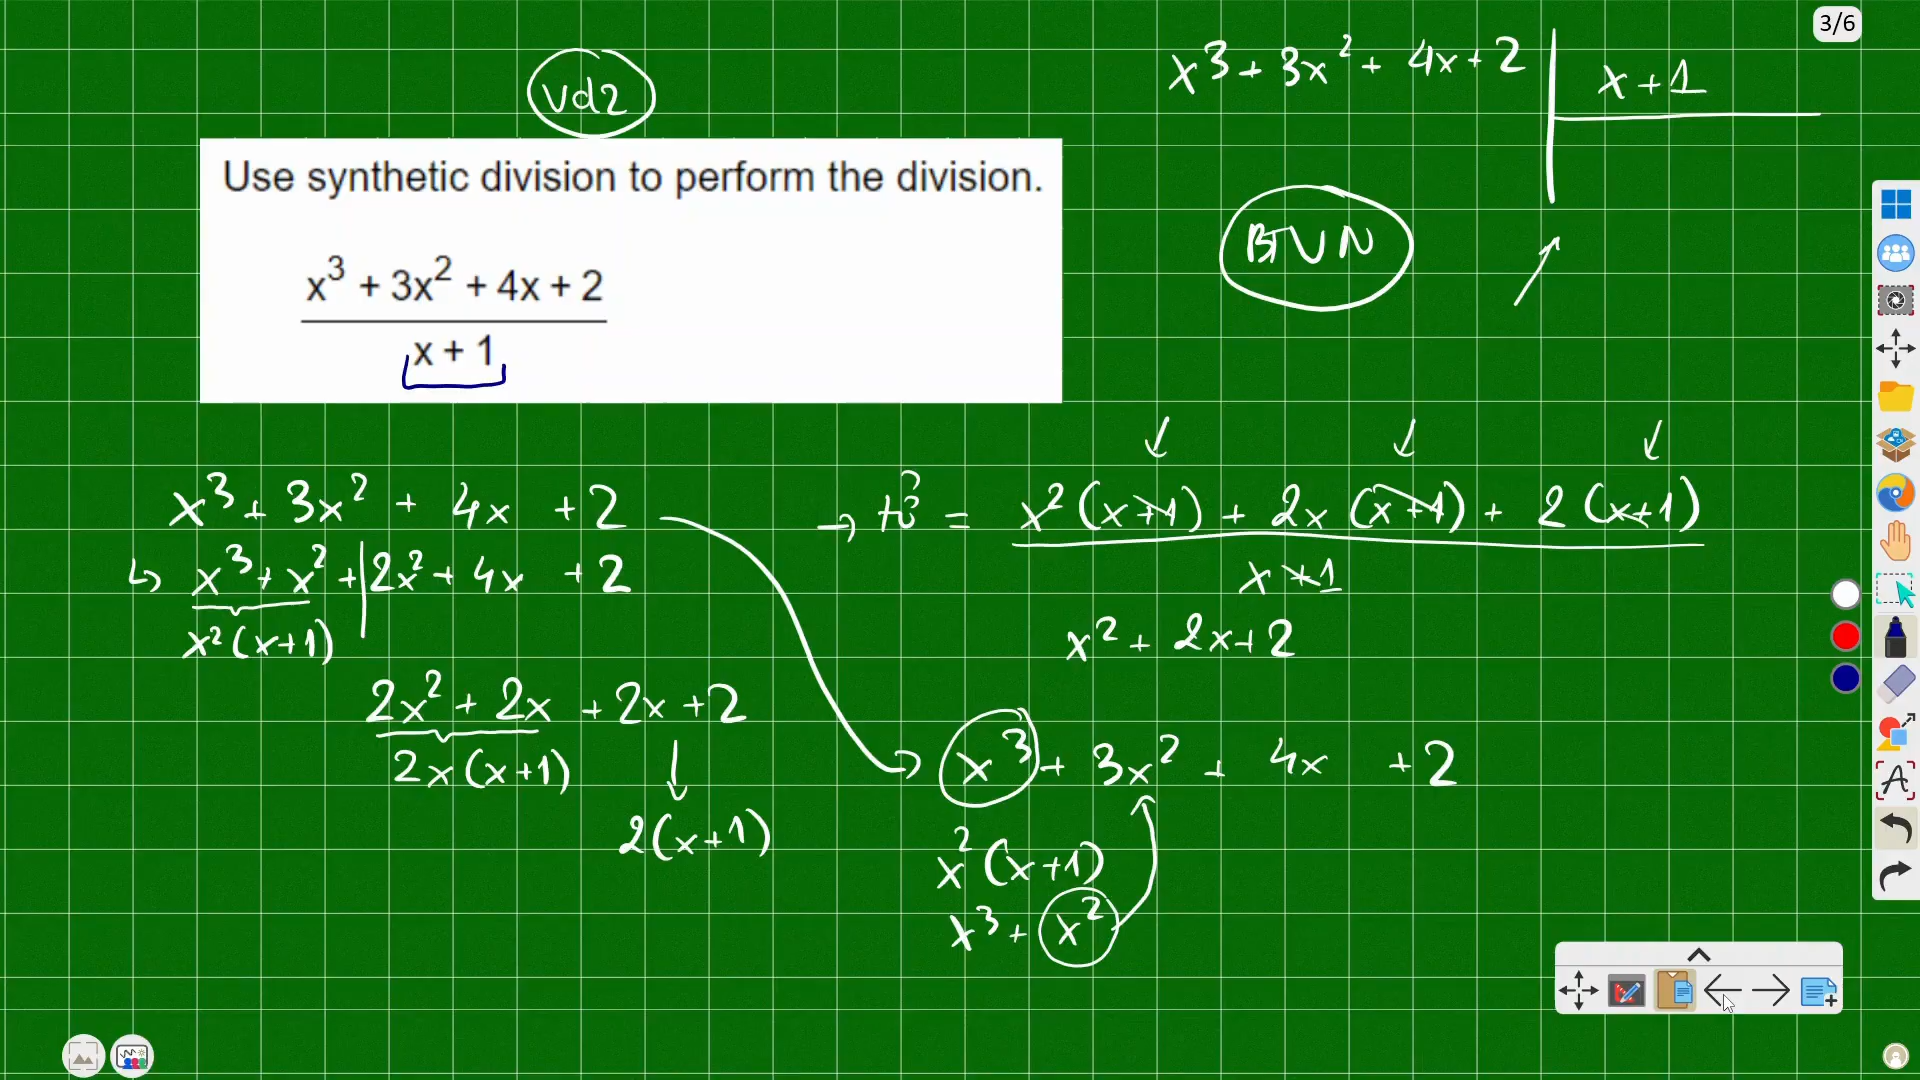 3/6
x³ + 3x² + 4x + 2 | x + 1
Vd2
Use synthetic division to perform the division.
x³ + 3x² + 4x + 2
x + 1
BTVN
x³ + 3x² + 4x + 2
↳ x³ + x² + | 2x² + 4x + 2
x² (x+1)
2x² + 2x + 2x + 2
2x (x+1)
2 (x+1)
x² (x+1) + 2x (x+1) + 2 (x+1)
x + 1
x² + 2x + 2
x³ + 3x² + 4x + 2
x² (x+1)
x³ + x²